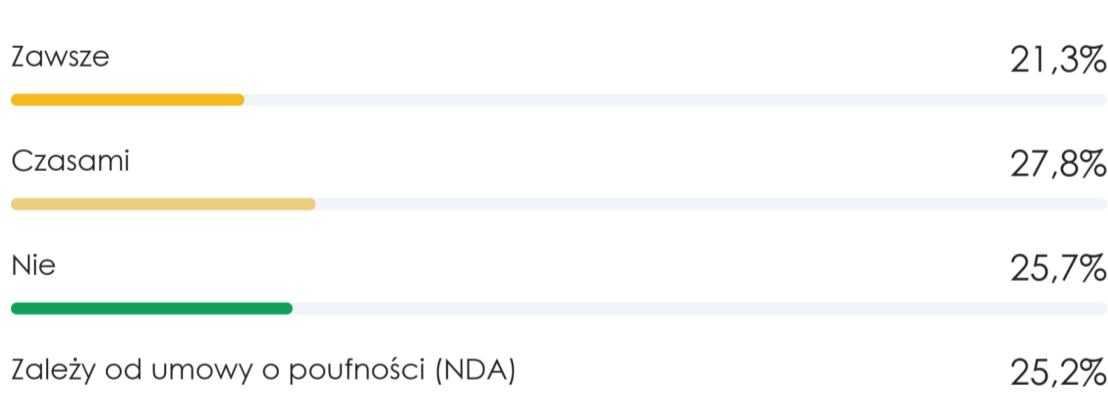 Zawsze 21,3%
Czasami 27,8%
Nie 25,7%
Zależy od umowy o poufności (NDA) 25,2%